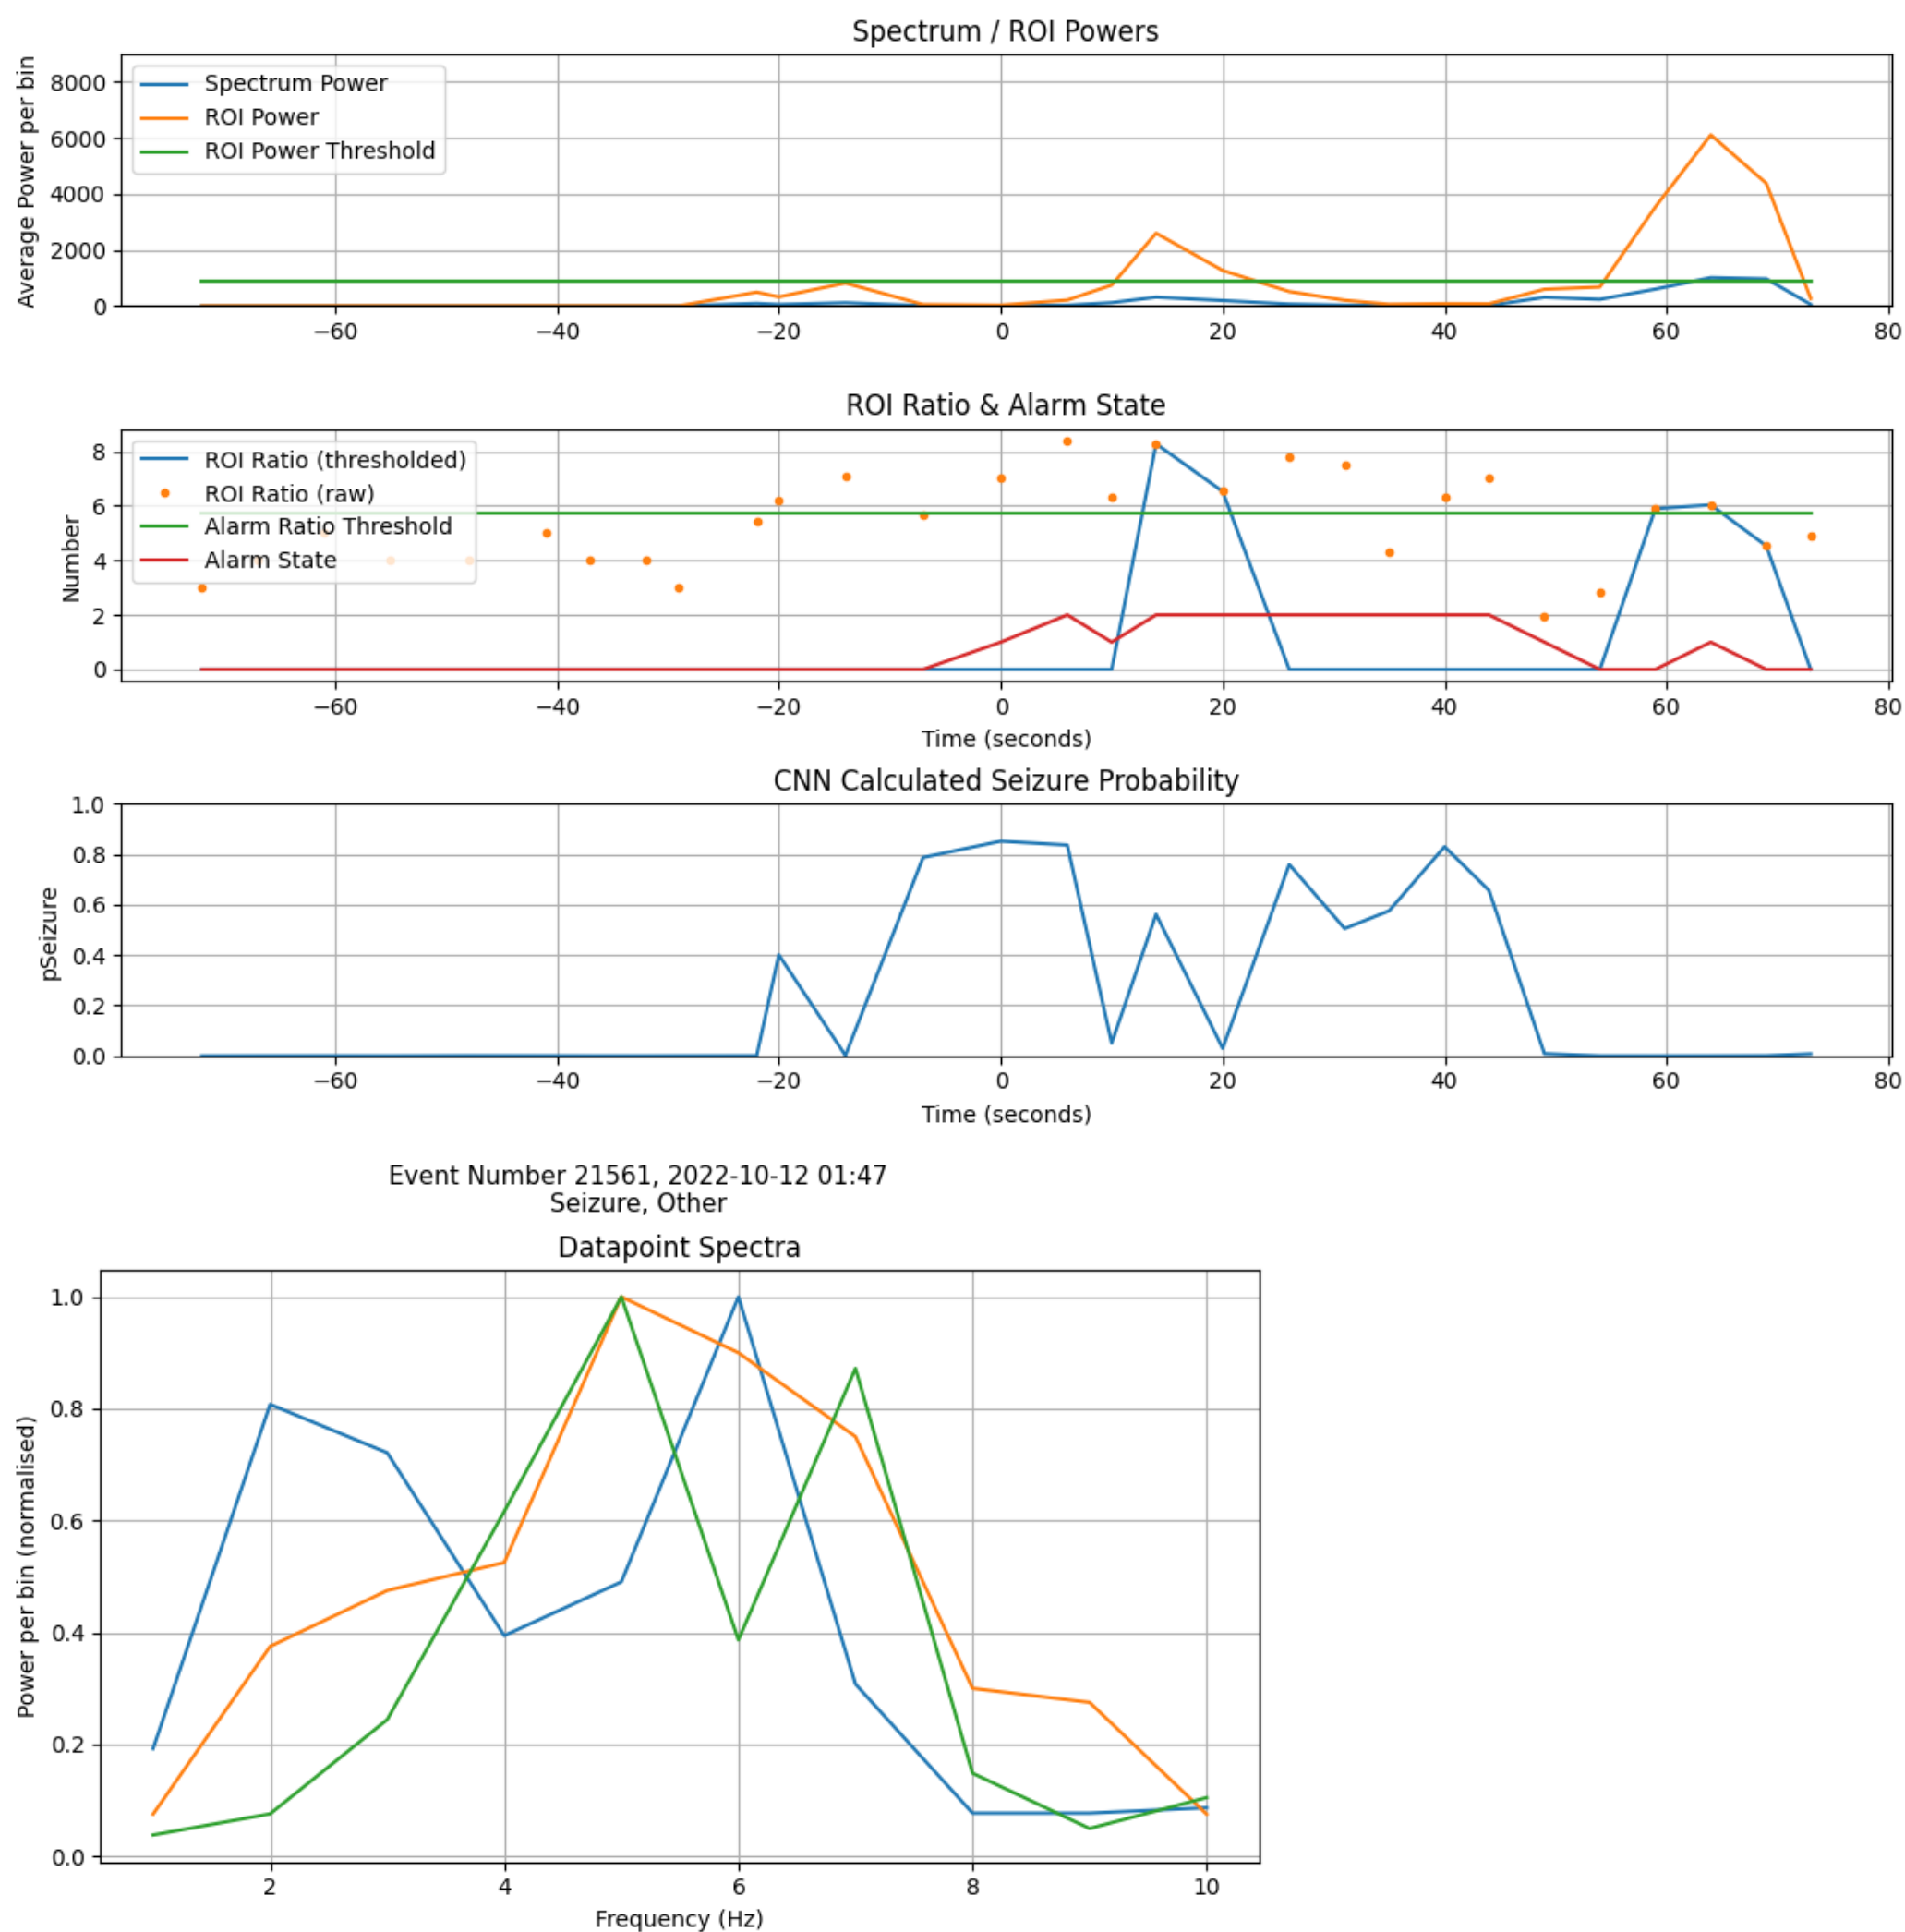 Spectrum / ROI Powers
Average Power per bin
8000
6000
4000
2000
0
Spectrum Power
ROI Power
ROI Power Threshold
−60 −40 −20 0 20 40 60 80
ROI Ratio & Alarm State
Number
8
6
4
2
0
ROI Ratio (thresholded)
ROI Ratio (raw)
Alarm Ratio Threshold
Alarm State
−60 −40 −20 0 20 40 60 80
Time (seconds)
CNN Calculated Seizure Probability
pSeizure
1.0
0.8
0.6
0.4
0.2
0.0
−60 −40 −20 0 20 40 60 80
Time (seconds)
Event Number 21561, 2022-10-12 01:47
Seizure, Other
Datapoint Spectra
Power per bin (normalised)
1.0
0.8
0.6
0.4
0.2
0.0
2 4 6 8 10
Frequency (Hz)